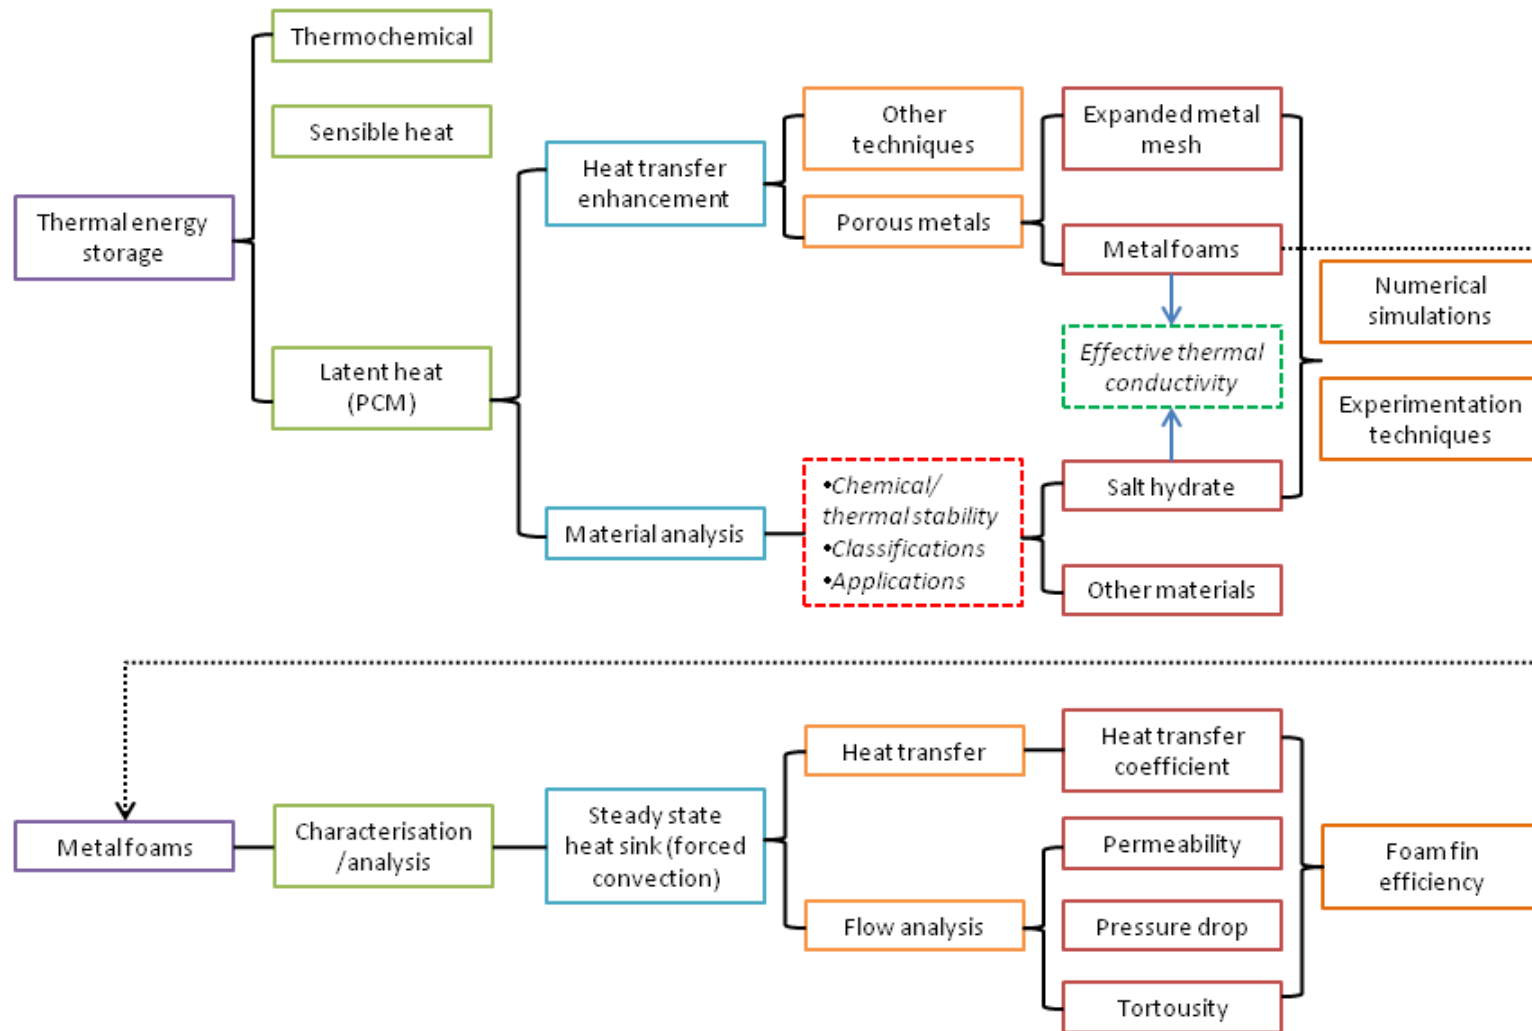 Thermochemical
Sensible heat
Thermal energy
storage
Latent heat
(PCM)
Heat transfer
enhancement
Material analysis
Other
techniques
Porous metals
•Chemical/
thermal stability
•Classifications
•Applications
Expanded metal
mesh
Metal foams
Effective thermal
conductivity
Salt hydrate
Other materials
Numerical
simulations
Experimentation
techniques
Metal foams
Characterisation
/analysis
Steady state
heat sink (forced
convection)
Heat transfer
Flow analysis
Heat transfer
coefficient
Permeability
Pressure drop
Tortousity
Foam fin
efficiency